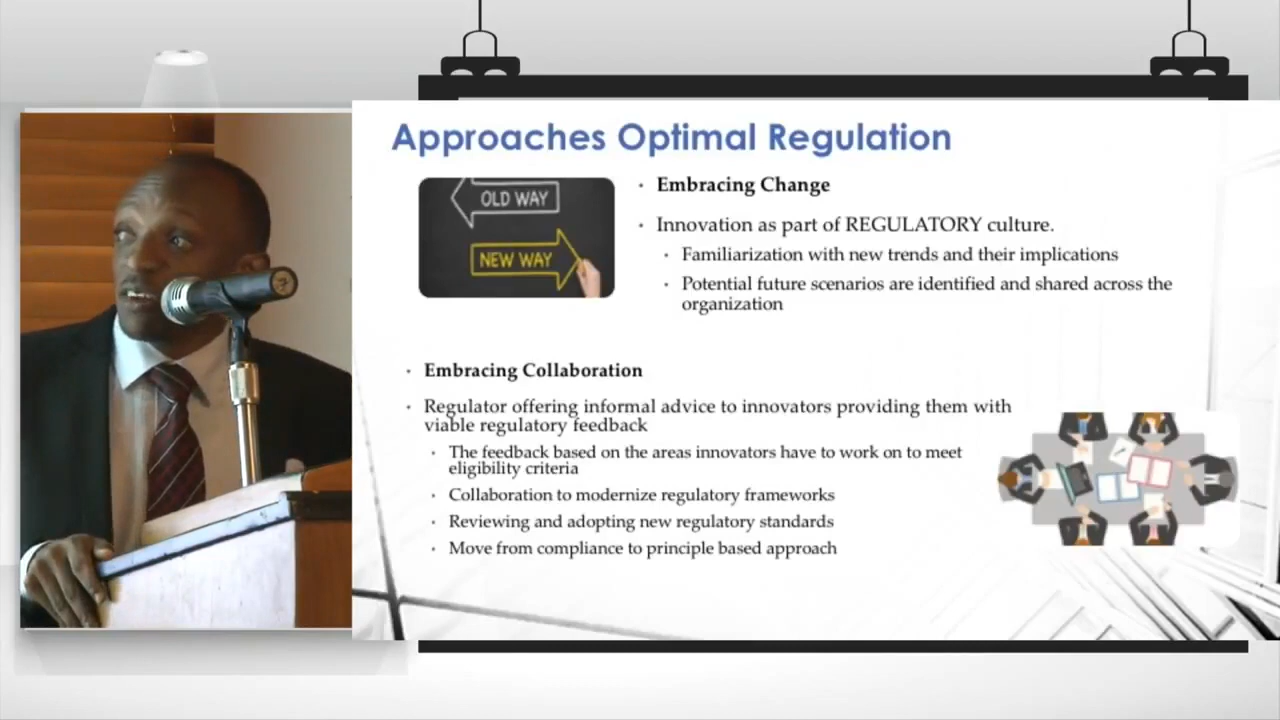 Approaches Optimal Regulation
OLD WAY
NEW WAY
• Embracing Change
• Innovation as part of REGULATORY culture.
• Familiarization with new trends and their implications
• Potential future scenarios are identified and shared across the
organization
• Embracing Collaboration
• Regulator offering informal advice to innovators providing them with
viable regulatory feedback
• The feedback based on the areas innovators have to work on to meet
eligibility criteria
• Collaboration to modernize regulatory frameworks
• Reviewing and adopting new regulatory standards
• Move from compliance to principle based approach